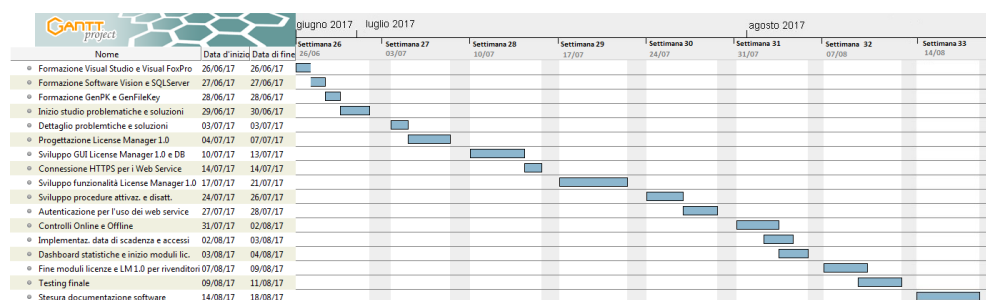 GANTT
project
giugno 2017 luglio 2017 agosto 2017
Settimana 26 Settimana 27 Settimana 28 Settimana 29 Settimana 30 Settimana 31 Settimana 32 Settimana 33
Nome Data d'inizio Data di fine 26/06 03/07 10/07 17/07 24/07 31/07 07/08 14/08
Formazione Visual Studio e Visual FoxPro 26/06/17 26/06/17
Formazione Software Vision e SQLServer 27/06/17 27/06/17
Formazione GenPK e GenFileKey 28/06/17 28/06/17
Inizio studio problematiche e soluzioni 29/06/17 30/06/17
Dettaglio problemtiche e soluzioni 03/07/17 03/07/17
Progettazione License Manager 1.0 04/07/17 07/07/17
Sviluppo GUI License Manager 1.0 e DB 10/07/17 13/07/17
Connessione HTTPS per i Web Service 14/07/17 14/07/17
Sviluppo funzionalità License Manager 1.0 17/07/17 21/07/17
Sviluppo procedure attivaz. e disatt. 24/07/17 26/07/17
Autenticazione per l'uso dei web service 27/07/17 28/07/17
Controlli Online e Offline 31/07/17 02/08/17
Implementaz. data di scadenza e accessi 02/08/17 03/08/17
Dashboard statistiche e inizio moduli lic. 03/08/17 04/08/17
Fine moduli licenze e LM 1.0 per rivenditori 07/08/17 09/08/17
Testing finale 09/08/17 11/08/17
Stesura documentazione software 14/08/17 18/08/17